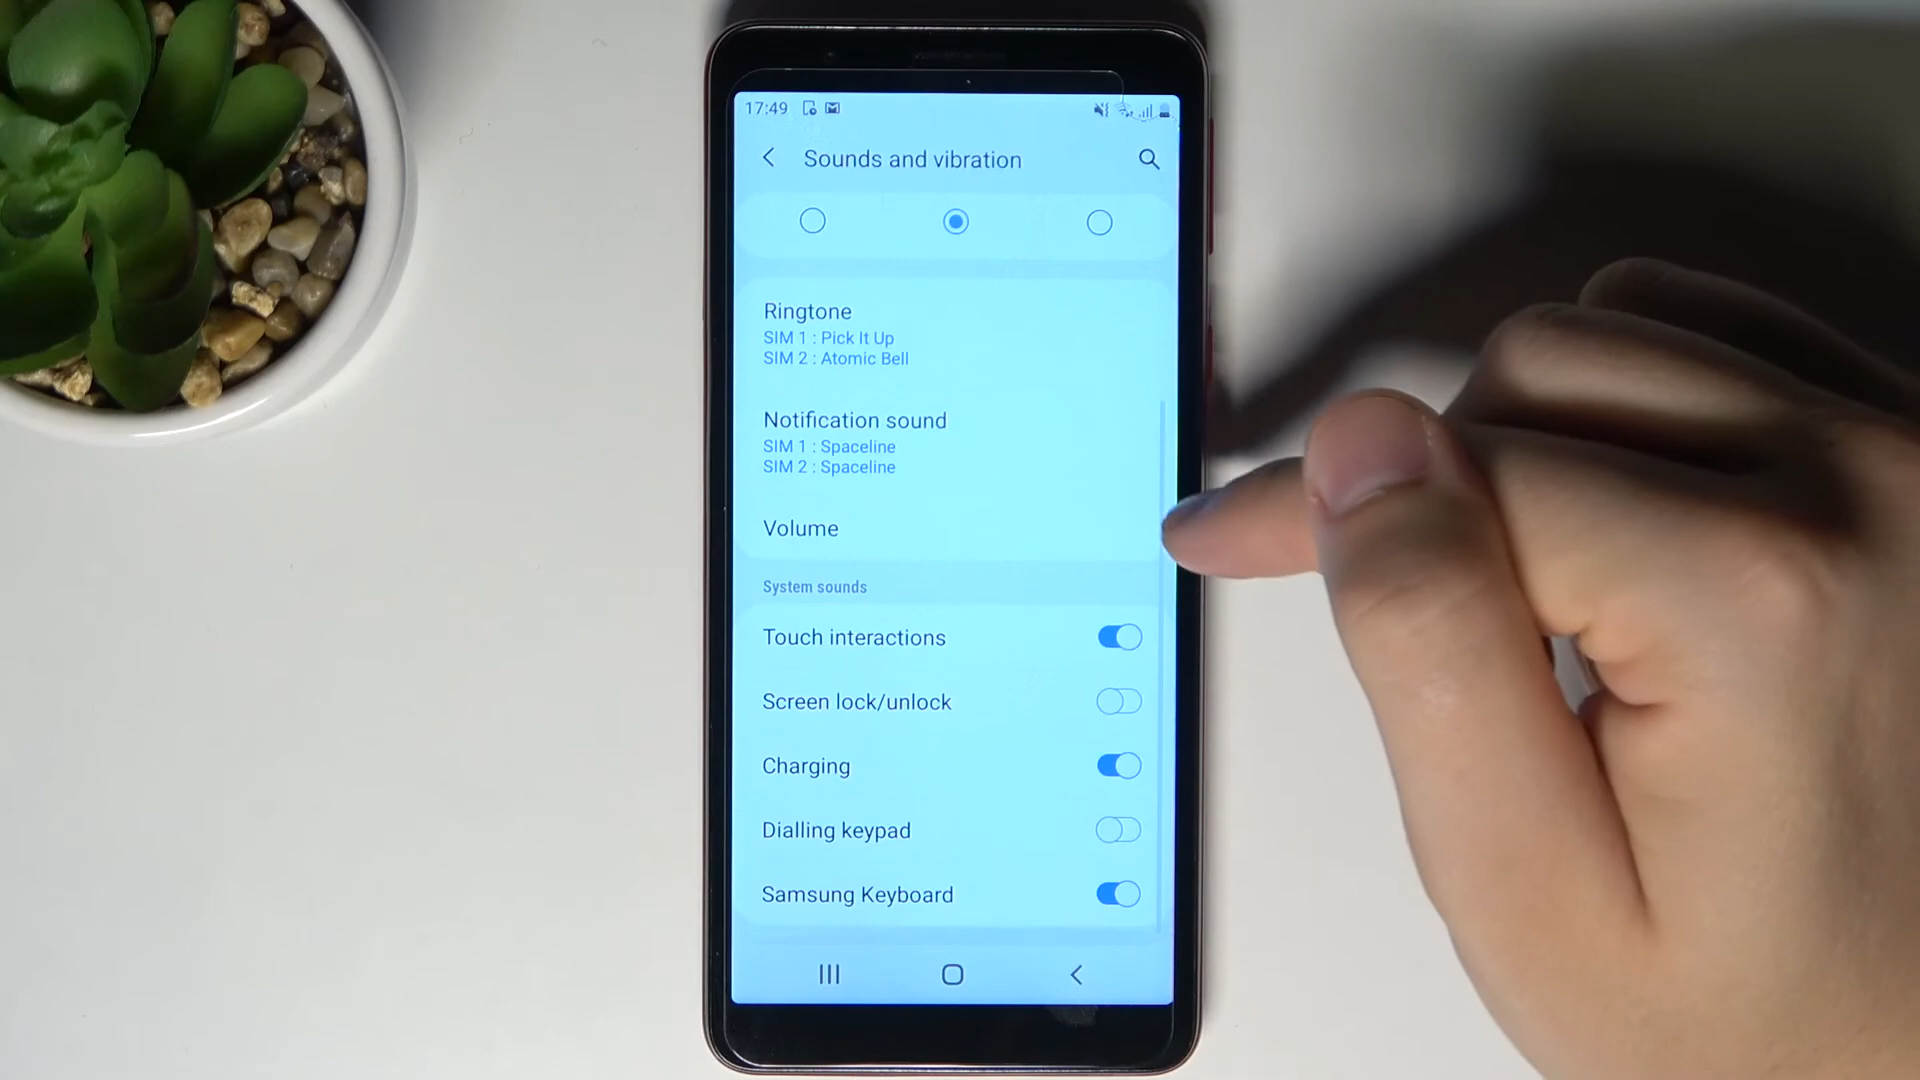 17:49
Sounds and vibration
Ringtone
SIM 1 : Pick It Up
SIM 2 : Atomic Bell
Notification sound
SIM 1 : Spaceline
SIM 2 : Spaceline
Volume
System sounds
Touch interactions
Screen lock/unlock
Charging
Dialling keypad
Samsung Keyboard